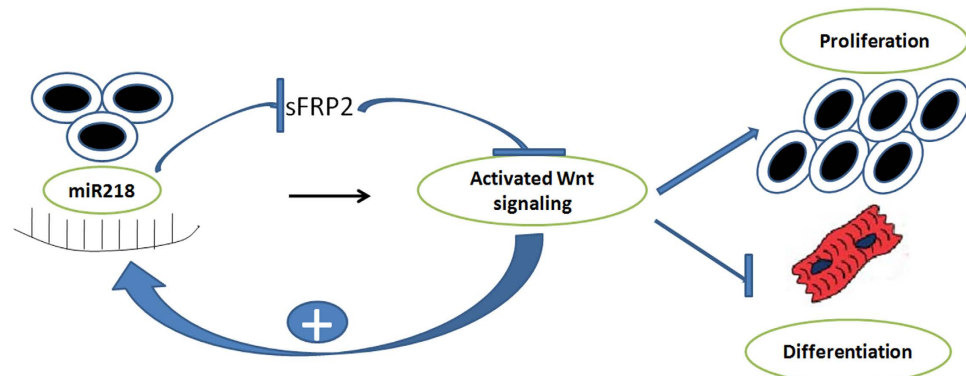 Proliferation
sFRP2
miR218
Activated Wnt
signaling
+
Differentiation